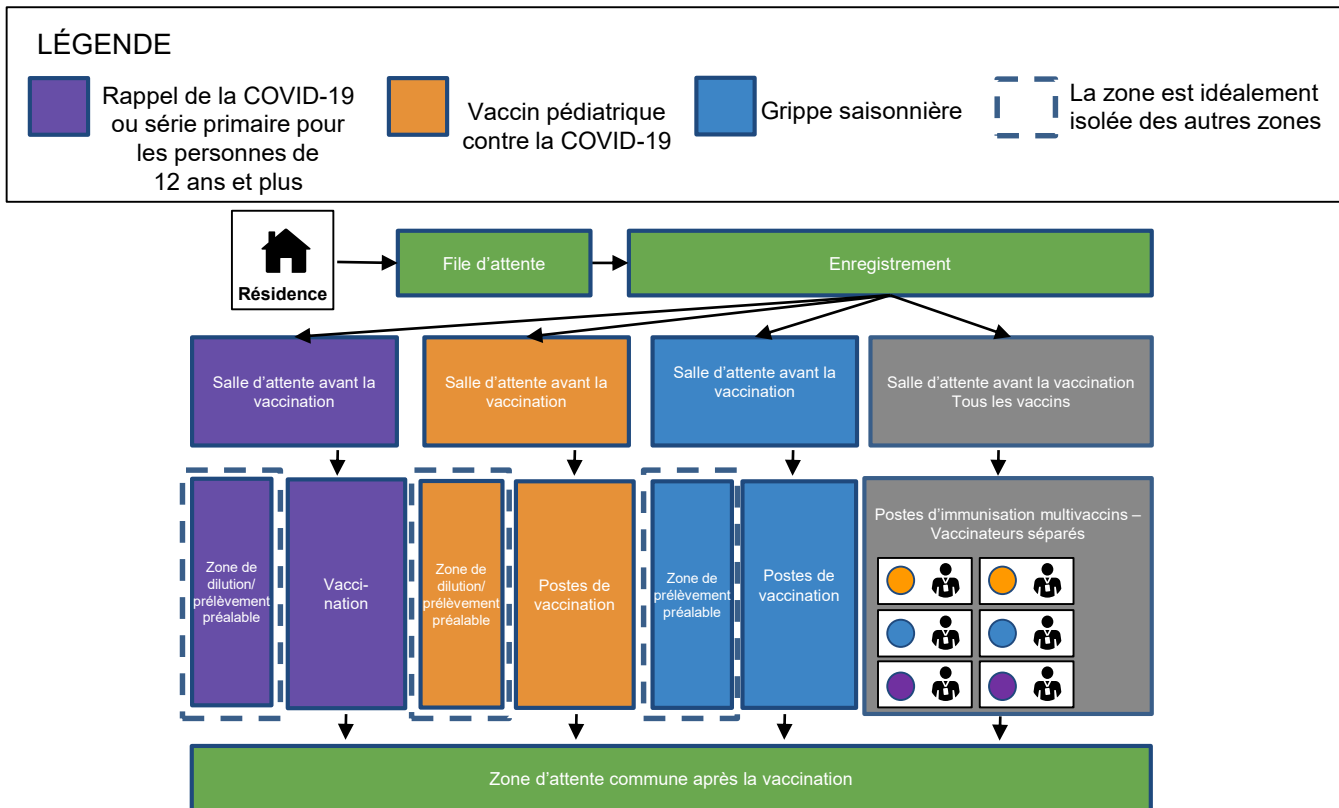 LÉGENDE
Rappel de la COVID-19
ou série primaire pour
les personnes de
12 ans et plus
Vaccin pédiatrique
contre la COVID-19
Grippe saisonnière
La zone est idéalement
isolée des autres zones
Résidence
File d'attente
Enregistrement
Salle d'attente avant la
vaccination
Salle d'attente avant la
vaccination
Salle d'attente avant la
vaccination
Salle d'attente avant la vaccination
Tous les vaccins
Zone de
dilution/
prélèvement
préalable
Vacci-
nation
Zone de
dilution/
prélèvement
préalable
Postes de
vaccination
Zone de
prélèvement
préalable
Postes de
vaccination
Postes d'immunisation multivaccins –
Vaccinateurs séparés
Zone d'attente commune après la vaccination